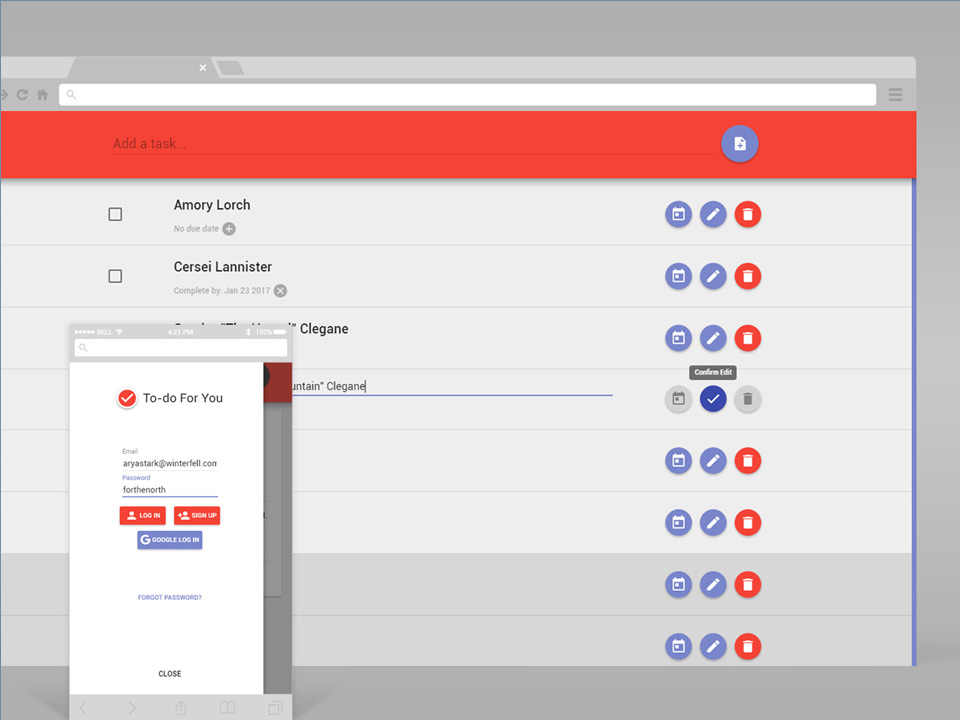 Add a task...
Amory Lorch
No due date
Cersei Lannister
Complete by: Jan 23 2017
Clegane
Confirm Edit
untain" Clegane
BELL 4:21 PM 100%
To-do For You
Email
aryastark@winterfell.com
Password
forthenorth
LOG IN SIGN UP
GOOGLE LOG IN
FORGOT PASSWORD?
CLOSE